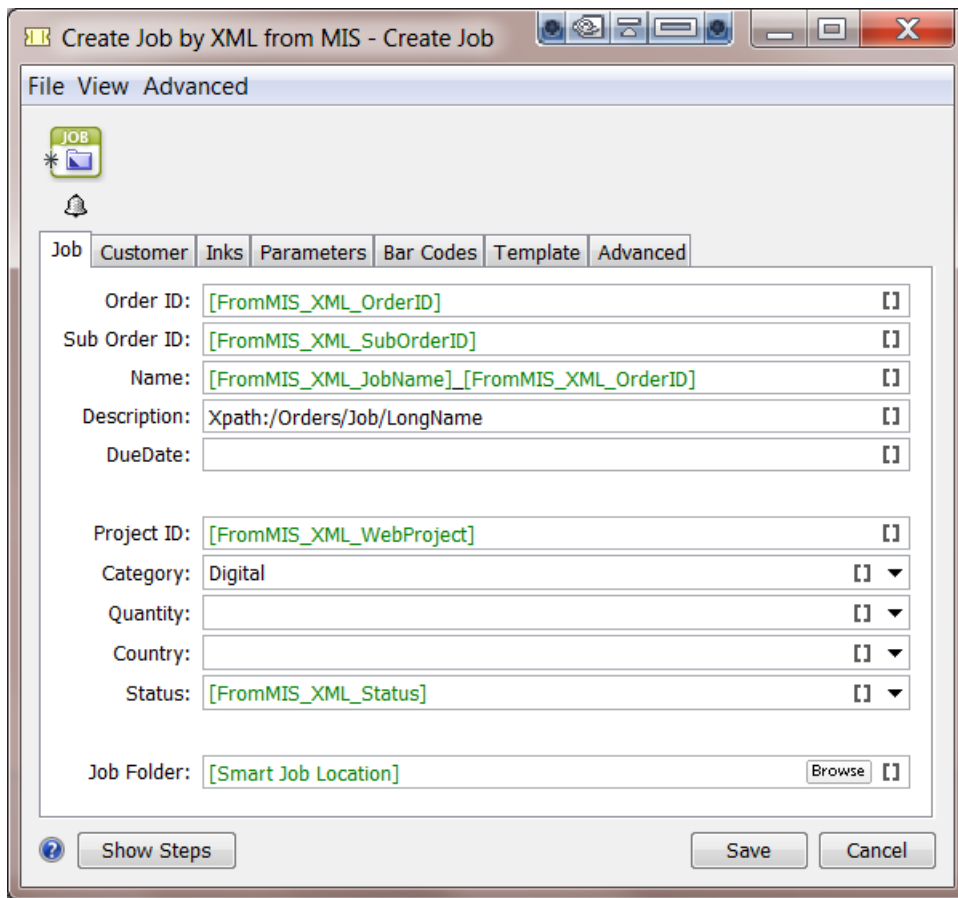 Create Job by XML from MIS - Create Job
File View Advanced
JOB
Job Customer Inks Parameters Bar Codes Template Advanced
Order ID: [FromMIS_XML_OrderID] []
Sub Order ID: [FromMIS_XML_SubOrderID] []
Name: [FromMIS_XML_JobName]_[FromMIS_XML_OrderID] []
Description: Xpath:/Orders/Job/LongName []
DueDate: []
Project ID: [FromMIS_XML_WebProject] []
Category: Digital []
Quantity: []
Country: []
Status: [FromMIS_XML_Status] []
Job Folder: [Smart Job Location] Browse []
? Show Steps Save Cancel